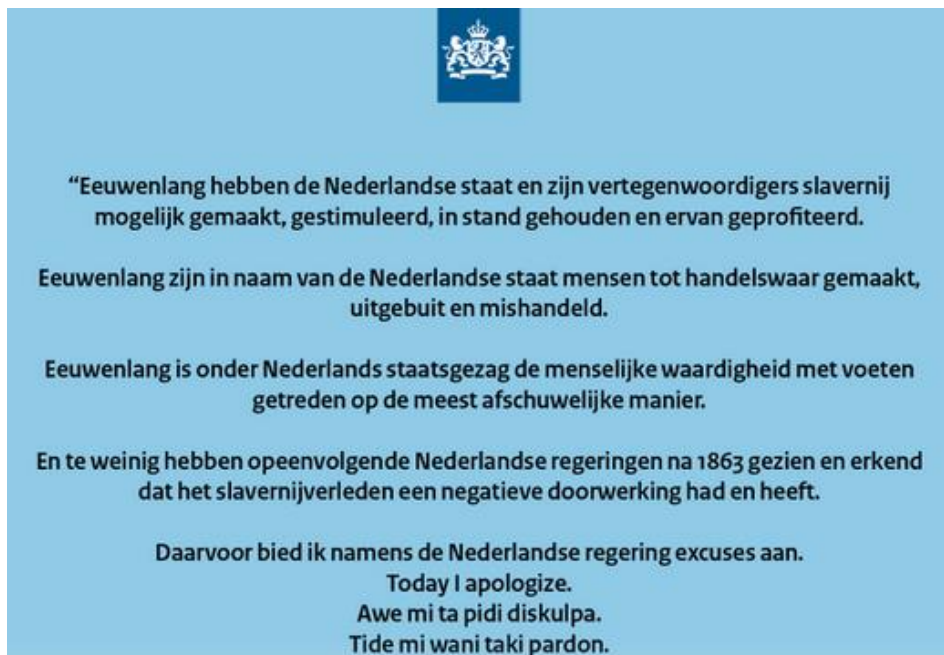 “Eeuwenlang hebben de Nederlandse staat en zijn vertegenwoordigers slavernij
mogelijk gemaakt, gestimuleerd, in stand gehouden en ervan geprofiteerd.
Eeuwenlang zijn in naam van de Nederlandse staat mensen tot handelswaar gemaakt,
uitgebuit en mishandeld.
Eeuwenlang is onder Nederlands staatsgezag de menselijke waardigheid met voeten
getreden op de meest afschuwelijke manier.
En te weinig hebben opeenvolgende Nederlandse regeringen na 1863 gezien en erkend
dat het slavernijverleden een negatieve doorwerking had en heeft.
Daarvoor bied ik namens de Nederlandse regering excuses aan.
Today I apologize.
Awe mi ta pidi diskulpa.
Tide mi wani taki pardon.